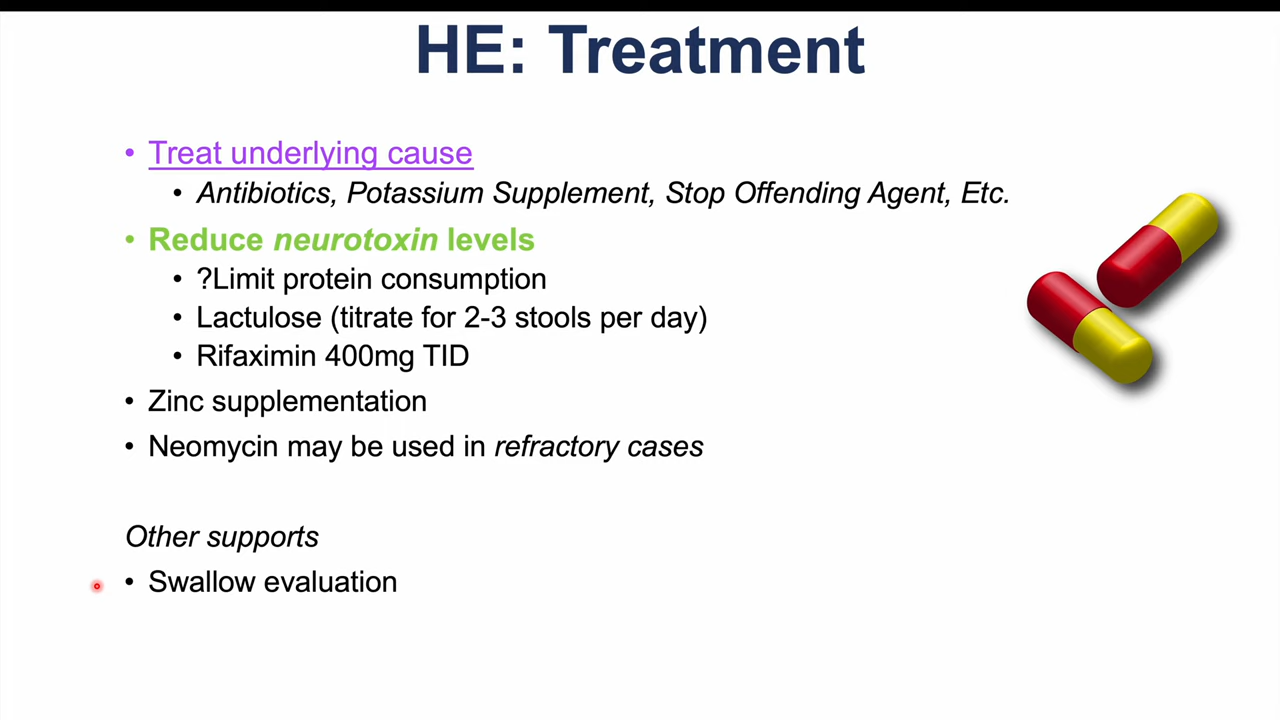 HE: Treatment
• Treat underlying cause
• Antibiotics, Potassium Supplement, Stop Offending Agent, Etc.
• Reduce neurotoxin levels
• ?Limit protein consumption
• Lactulose (titrate for 2-3 stools per day)
• Rifaximin 400mg TID
• Zinc supplementation
• Neomycin may be used in refractory cases
Other supports
• Swallow evaluation